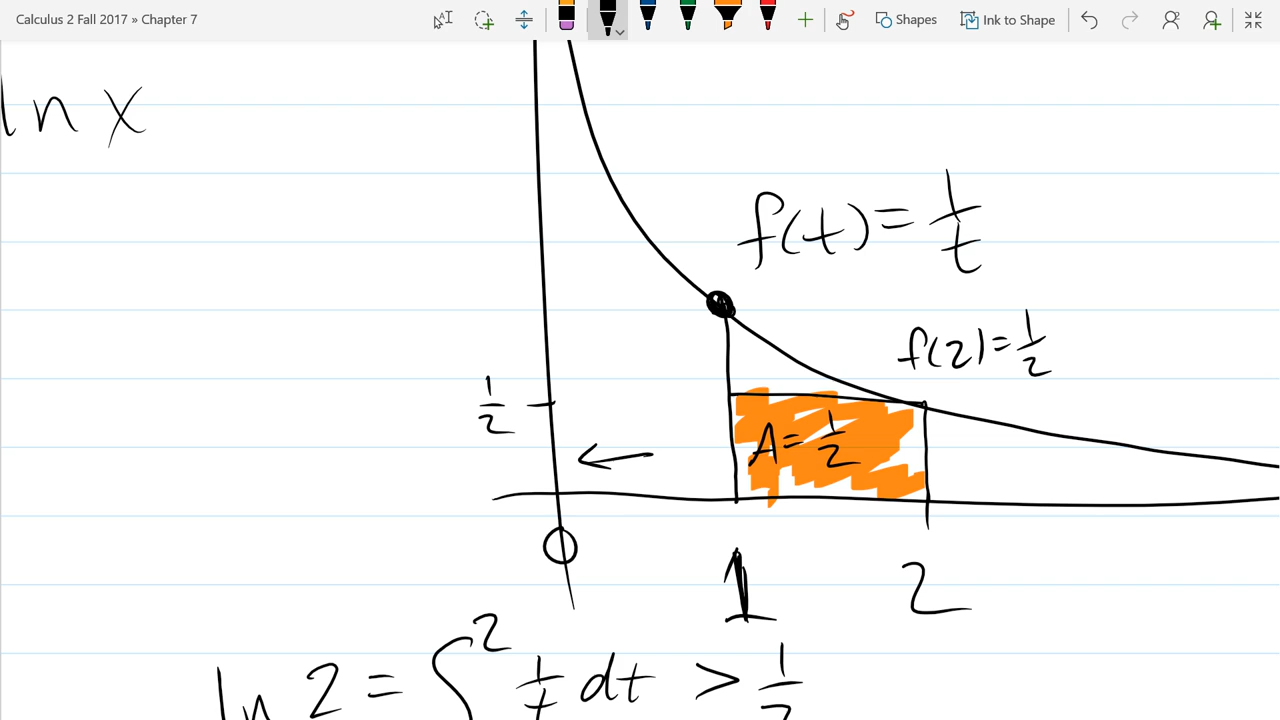 Calculus 2 Fall 2017 » Chapter 7
Shapes
Ink to Shape
ln x
f(t) = 1/t
f(2) = 1/2
1/2
A = 1/2
0
1
2
ln 2 = ∫² 1/t dt > 1/2